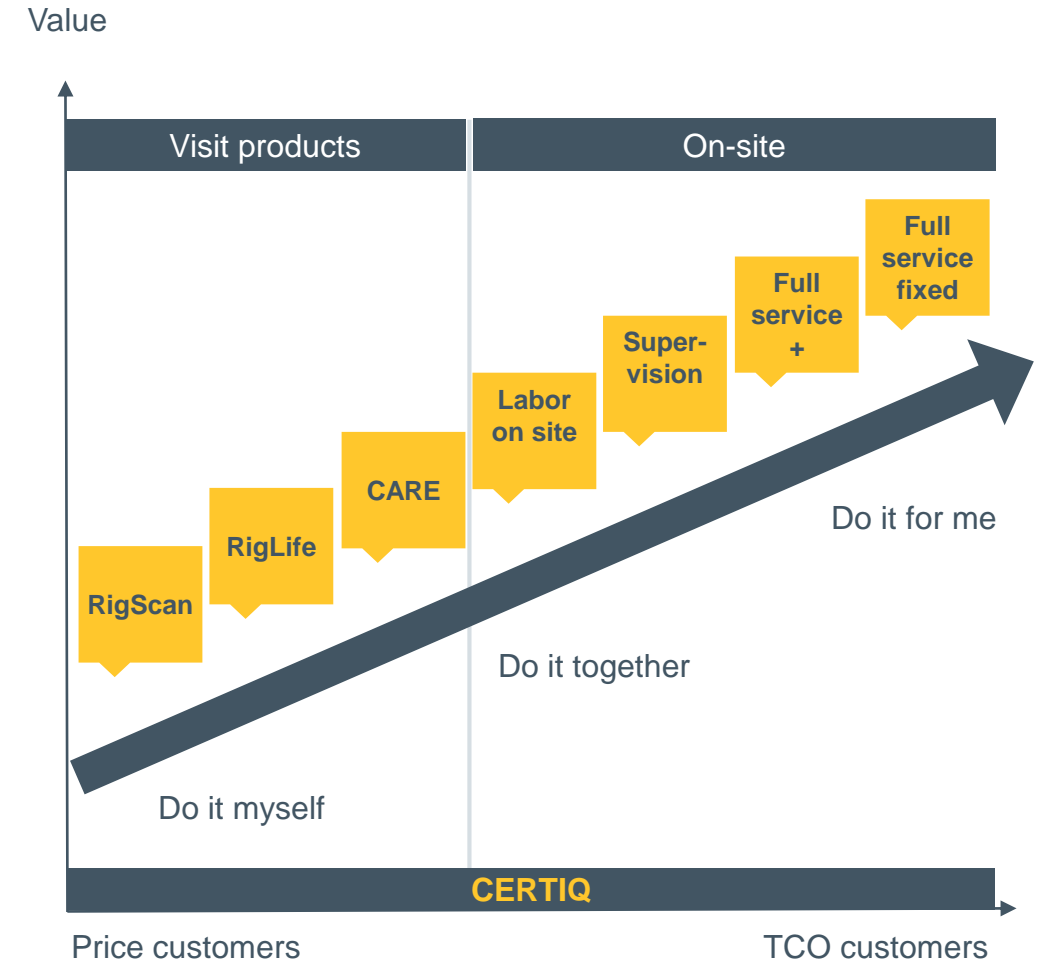 Value
Visit products
On-site
Full
service
fixed
Full
service
+
Super-
vision
Labor
on site
CARE
RigLife
RigScan
Do it for me
Do it together
Do it myself
CERTIQ
Price customers
TCO customers